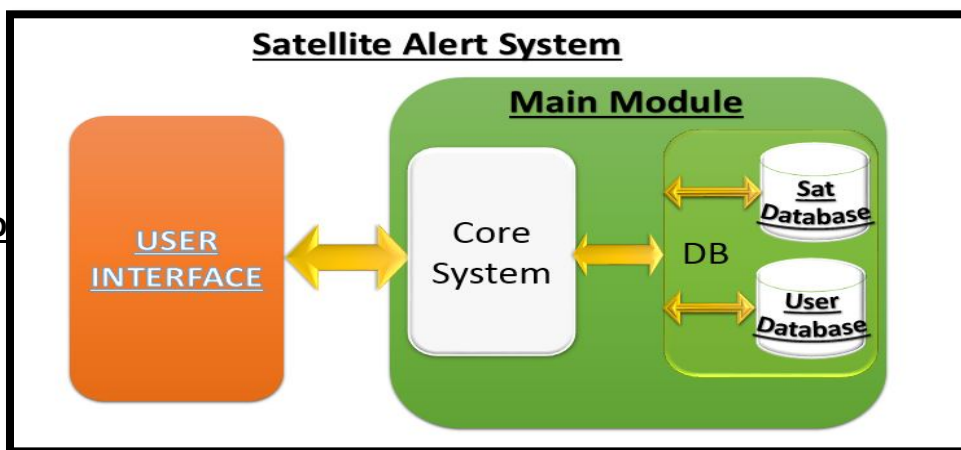 Satellite Alert System
Main Module
USER
INTERFACE
Core
System
DB
Sat
Database
User
Database